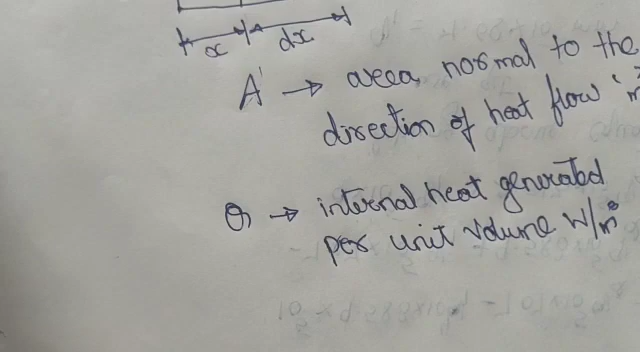 x dx
A' → area normal to the
direction of heat flow
Q → internal heat generated
per unit volume W/m³